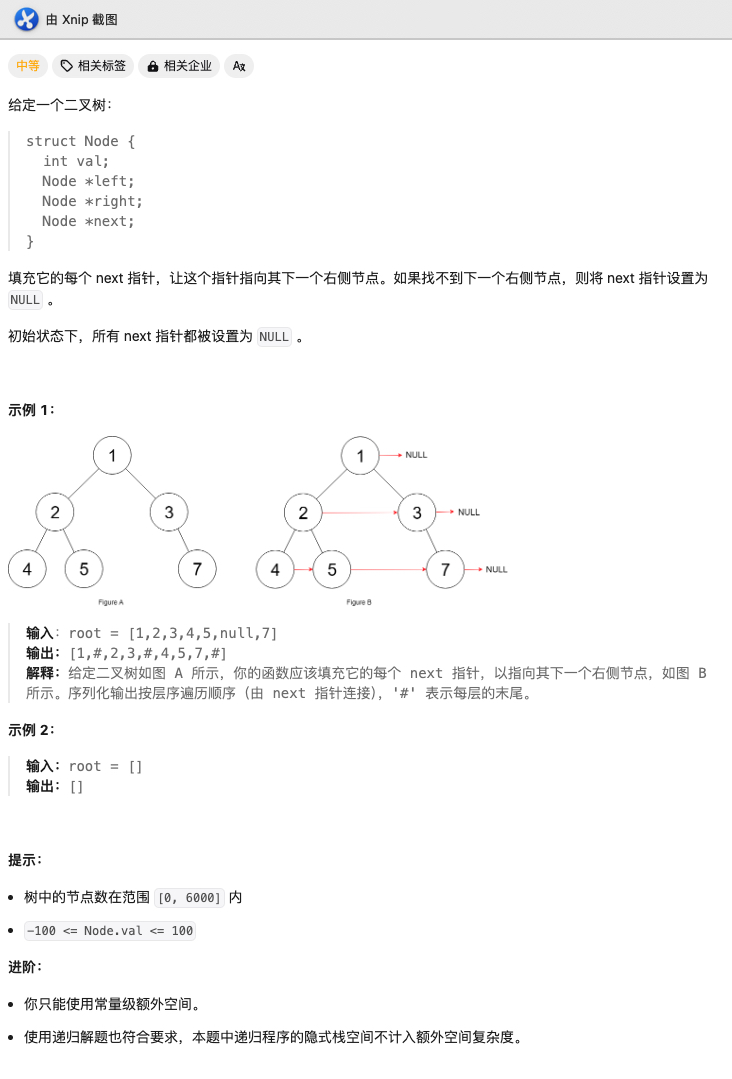 由 Xnip 截图
中等 相关标签 相关企业 Aあ
给定一个二叉树：
struct Node {
  int val;
  Node *left;
  Node *right;
  Node *next;
}
填充它的每个 next 指针，让这个指针指向其下一个右侧节点。如果找不到下一个右侧节点，则将 next 指针设置为
NULL 。
初始状态下，所有 next 指针都被设置为 NULL 。
示例 1：
1 1 NULL
2 3 2 3 NULL
4 5 7 4 5 7 NULL
Figure A Figure B
输入：root = [1,2,3,4,5,null,7]
输出：[1,#,2,3,#,4,5,7,#]
解释：给定二叉树如图 A 所示，你的函数应该填充它的每个 next 指针，以指向其下一个右侧节点，如图 B
所示。序列化输出按层序遍历顺序（由 next 指针连接），'#' 表示每层的末尾。
示例 2：
输入：root = []
输出：[]
提示：
• 树中的节点数在范围 [0, 6000] 内
• -100 <= Node.val <= 100
进阶：
• 你只能使用常量级额外空间。
• 使用递归解题也符合要求，本题中递归程序的隐式栈空间不计入额外空间复杂度。